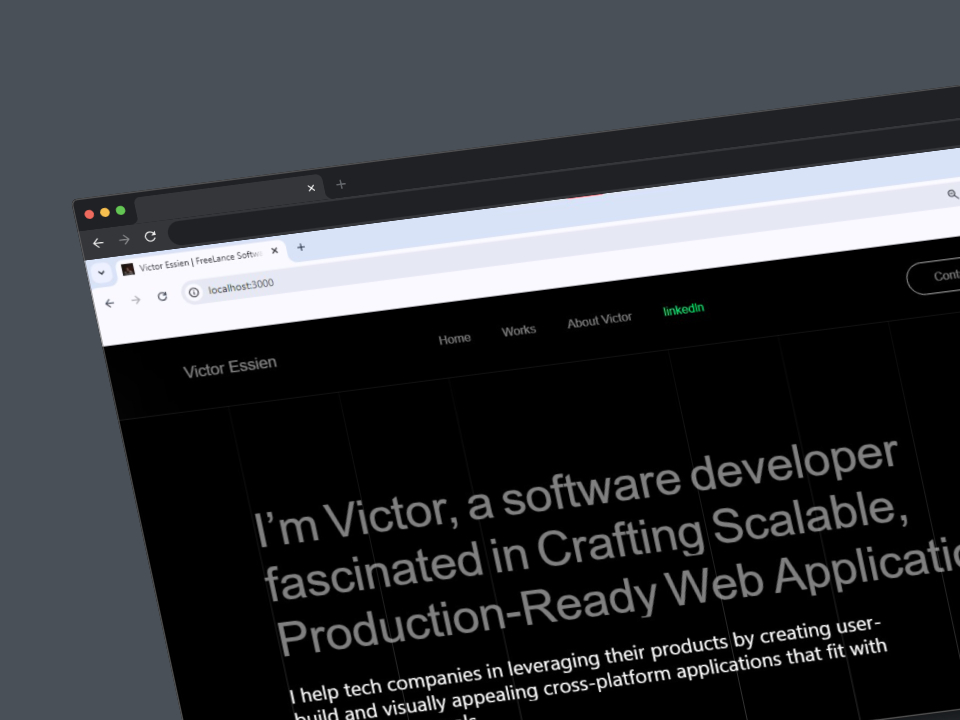 Victor Essien | FreeLance Softw
localhost:3000
Victor Essien
Home
Works
About Victor
linkedIn
I'm Victor, a software developer
fascinated in Crafting Scalable,
Production-Ready Web
I help tech companies in leveraging their products by creating user-
build and visually appealing cross-platform applications that fit with